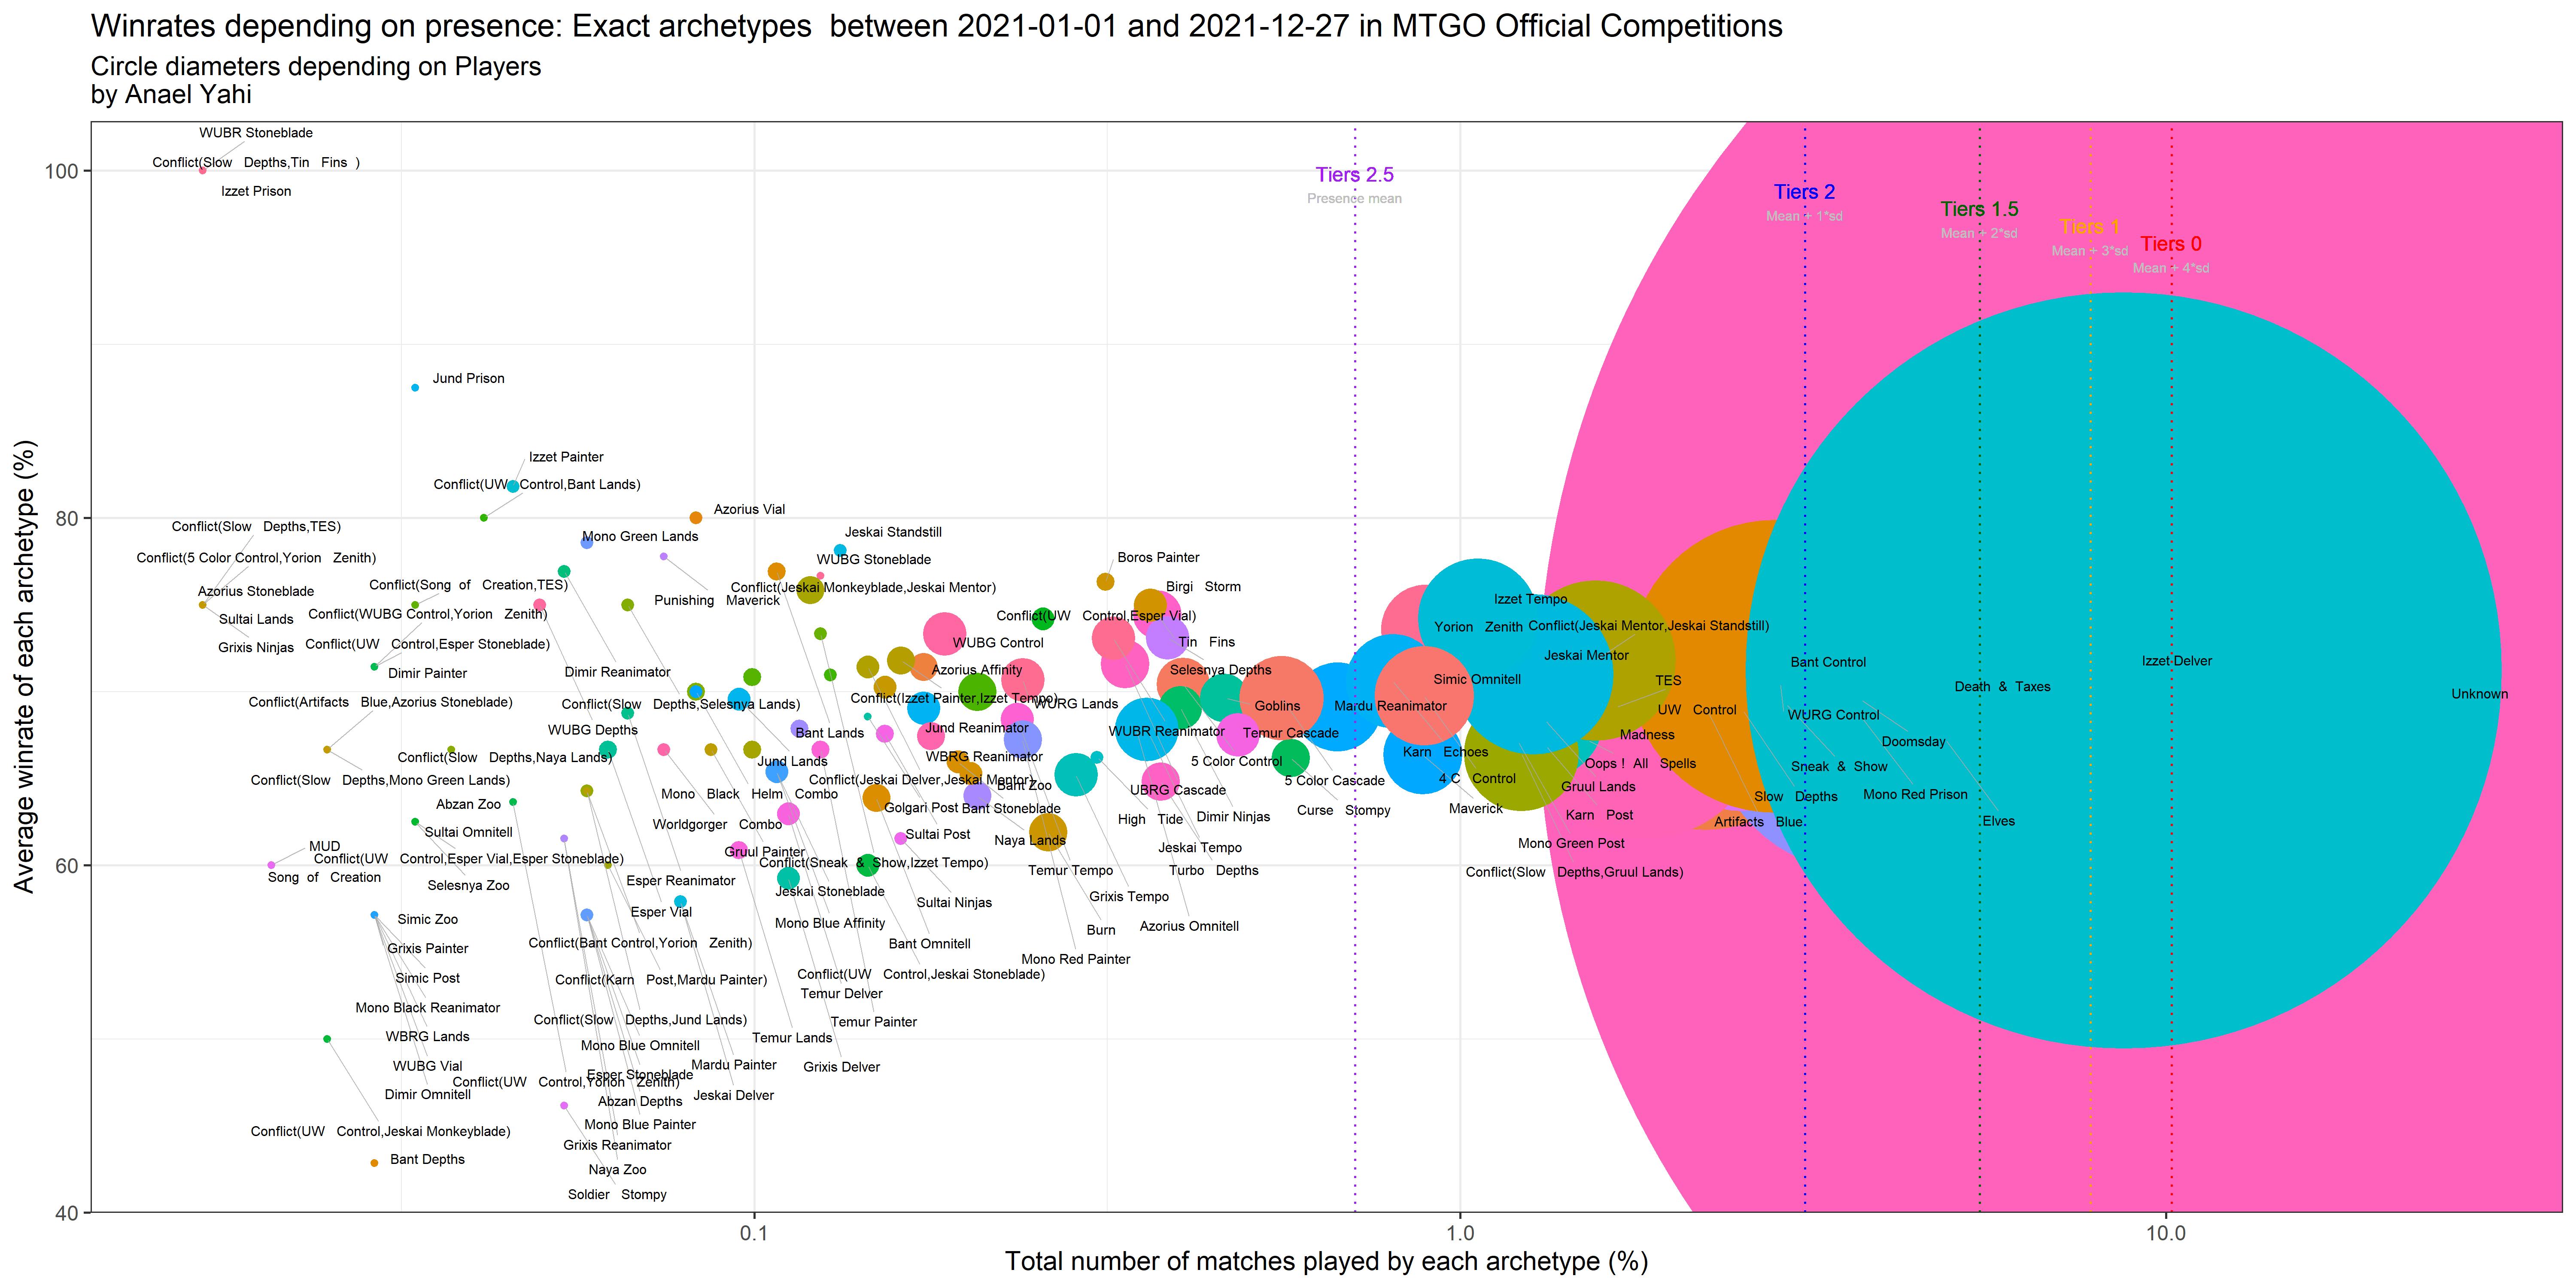 Winrates depending on presence: Exact archetypes  between 2021-01-01 and 2021-12-27 in MTGO Official Competitions
Circle diameters depending on Players
by Anael Yahi
Average winrate of each archetype (%)
100
80
60
40
WUBR Stoneblade
Conflict(Slow Depths,Tin Fins )
Izzet Prison
Tiers 2.5
Presence mean
Tiers 2
Mean + 1*sd
Tiers 1.5
Mean + 2*sd
Tiers 1
Mean + 3*sd
Tiers 0
Mean + 4*sd
Jund Prison
Izzet Painter
Conflict(UW Control,Bant Lands)
Azorius Vial
Conflict(Slow Depths,TES)
Mono Green Lands
Jeskai Standstill
Conflict(5 Color Control,Yorion Zenith)
WUBG Stoneblade
Boros Painter
Azorius Stoneblade
Conflict(Song of Creation,TES)
Conflict(Jeskai Monkeyblade,Jeskai Mentor)
Birgi Storm
Punishing Maverick
Izzet Tempo
Sultai Lands
Conflict(WUBG Control,Yorion Zenith)
Conflict(UW Control,Esper Vial)
Yorion Zenith
Conflict(Jeskai Mentor,Jeskai Standstill)
Grixis Ninjas
Conflict(UW Control,Esper Stoneblade)
WUBG Control
Tin Fins
Jeskai Mentor
Dimir Painter
Dimir Reanimator
Azorius Affinity
Selesnya Depths
Simic Omnitell
TES
Bant Control
Izzet Delver
Death & Taxes
Unknown
Conflict(Artifacts Blue,Azorius Stoneblade)
Conflict(Slow Depths,Selesnya Lands)
Conflict(Izzet Painter,Izzet Tempo)
WURG Lands
Goblins
Mardu Reanimator
UW Control
WURG Control
WUBG Depths
Bant Lands
Jund Reanimator
WUBR Reanimator
Temur Cascade
Madness
Doomsday
Conflict(Slow Depths,Naya Lands)
Jund Lands
WBRG Reanimator
5 Color Control
Karn Echoes
Oops ! All Spells
Sneak & Show
Conflict(Slow Depths,Mono Green Lands)
Conflict(Jeskai Delver,Jeskai Mentor)
Bant Zoo
5 Color Cascade
4 C Control
Gruul Lands
Mono Black Helm Combo
UBRG Cascade
Slow Depths
Mono Red Prison
Abzan Zoo
Golgari Post
Bant Stoneblade
Curse Stompy
Maverick
Karn Post
High Tide
Dimir Ninjas
Artifacts Blue
Elves
Sultai Omnitell
Worldgorger Combo
Sultai Post
Naya Lands
Mono Green Post
MUD
Conflict(UW Control,Esper Vial,Esper Stoneblade)
Gruul Painter
Conflict(Sneak & Show,Izzet Tempo)
Jeskai Tempo
Song of Creation
Selesnya Zoo
Esper Reanimator
Temur Tempo
Turbo Depths
Conflict(Slow Depths,Gruul Lands)
Jeskai Stoneblade
Sultai Ninjas
Grixis Tempo
Simic Zoo
Esper Vial
Mono Blue Affinity
Burn
Azorius Omnitell
Grixis Painter
Conflict(Bant Control,Yorion Zenith)
Bant Omnitell
Mono Red Painter
Simic Post
Conflict(Karn Post,Mardu Painter)
Conflict(UW Control,Jeskai Stoneblade)
Temur Delver
Mono Black Reanimator
Conflict(Slow Depths,Jund Lands)
Temur Painter
WBRG Lands
Mono Blue Omnitell
Temur Lands
WUBG Vial
Mardu Painter
Grixis Delver
Esper Stoneblade
Conflict(UW Control,Yorion Zenith)
Dimir Omnitell
Abzan Depths
Jeskai Delver
Conflict(UW Control,Jeskai Monkeyblade)
Mono Blue Painter
Grixis Reanimator
Bant Depths
Naya Zoo
Soldier Stompy
0.1
1.0
10.0
Total number of matches played by each archetype (%)